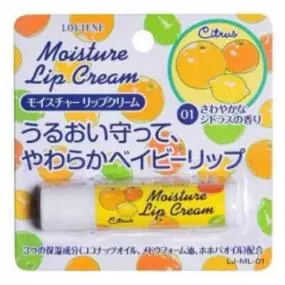 LOUJENE
Moisture
Lip Cream
モイスチャー リップクリーム
Citrus
01
さわやかな
シトラスの香り
うるおい守って、
やわらかベイビーリップ
Moisture
Lip Cream
Citrus
3つの保湿成分(ココナッツオイル、メドウフォーム油、ホホバオイル)配合
LJ-ML-01